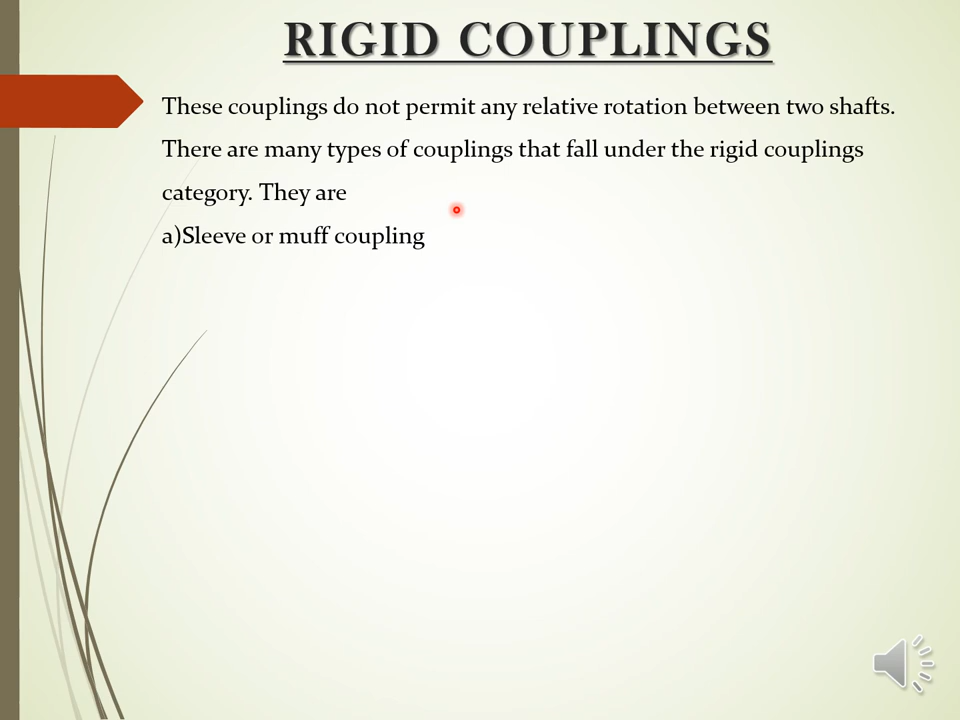 RIGID COUPLINGS
These couplings do not permit any relative rotation between two shafts.
There are many types of couplings that fall under the rigid couplings
category. They are
a)Sleeve or muff coupling